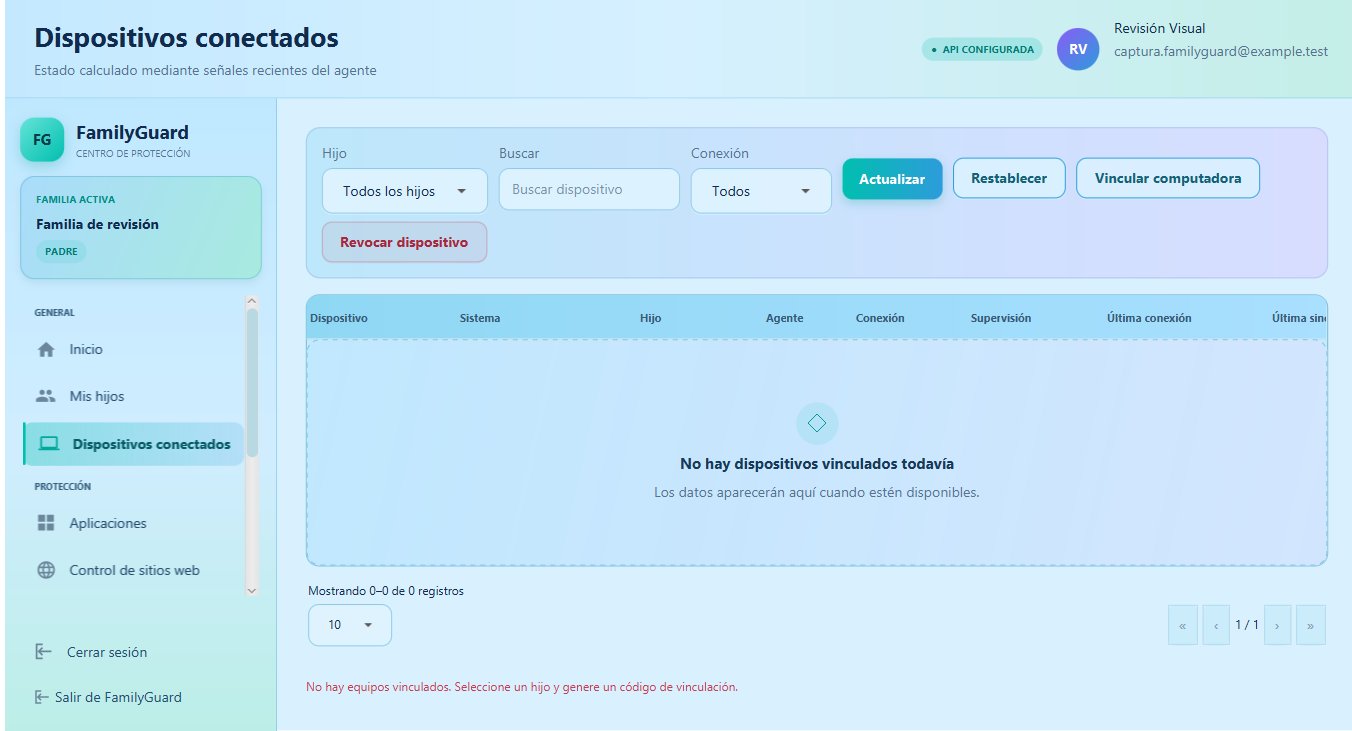 Dispositivos conectados
Estado calculado mediante señales recientes del agente
• API CONFIGURADA
RV
Revisión Visual
captura.familyguard@example.test
FG
FamilyGuard
CENTRO DE PROTECCIÓN
FAMILIA ACTIVA
Familia de revisión
PADRE
GENERAL
Inicio
Mis hijos
Dispositivos conectados
PROTECCIÓN
Aplicaciones
Control de sitios web
Cerrar sesión
Salir de FamilyGuard
Hijo
Buscar
Conexión
Todos los hijos
Buscar dispositivo
Todos
Actualizar
Restablecer
Vincular computadora
Revocar dispositivo
Dispositivo Sistema Hijo Agente Conexión Supervisión Última conexión Última sin
No hay dispositivos vinculados todavía
Los datos aparecerán aquí cuando estén disponibles.
Mostrando 0–0 de 0 registros
10
« ‹ 1 / 1 › »
No hay equipos vinculados. Seleccione un hijo y genere un código de vinculación.